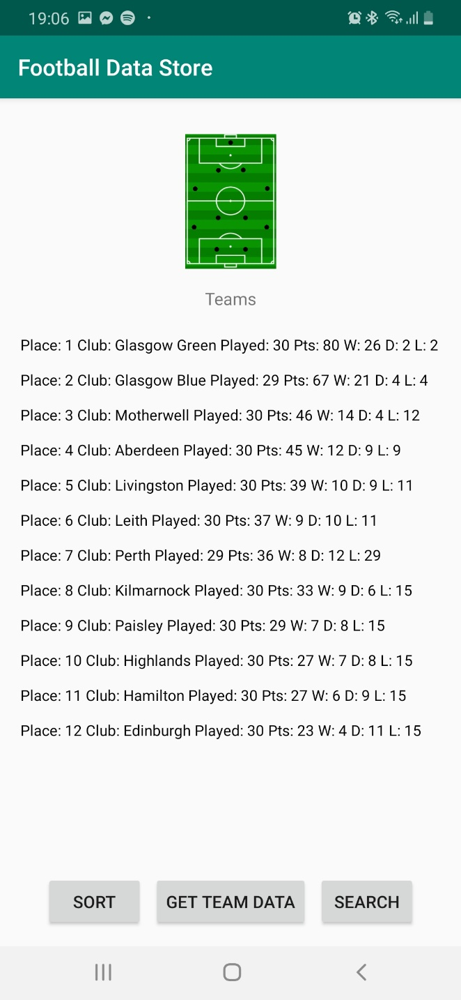 19:06
Football Data Store
Teams
Place: 1 Club: Glasgow Green Played: 30 Pts: 80 W: 26 D: 2 L: 2
Place: 2 Club: Glasgow Blue Played: 29 Pts: 67 W: 21 D: 4 L: 4
Place: 3 Club: Motherwell Played: 30 Pts: 46 W: 14 D: 4 L: 12
Place: 4 Club: Aberdeen Played: 30 Pts: 45 W: 12 D: 9 L: 9
Place: 5 Club: Livingston Played: 30 Pts: 39 W: 10 D: 9 L: 11
Place: 6 Club: Leith Played: 30 Pts: 37 W: 9 D: 10 L: 11
Place: 7 Club: Perth Played: 29 Pts: 36 W: 8 D: 12 L: 29
Place: 8 Club: Kilmarnock Played: 30 Pts: 33 W: 9 D: 6 L: 15
Place: 9 Club: Paisley Played: 30 Pts: 29 W: 7 D: 8 L: 15
Place: 10 Club: Highlands Played: 30 Pts: 27 W: 7 D: 8 L: 15
Place: 11 Club: Hamilton Played: 30 Pts: 27 W: 6 D: 9 L: 15
Place: 12 Club: Edinburgh Played: 30 Pts: 23 W: 4 D: 11 L: 15
SORT GET TEAM DATA SEARCH